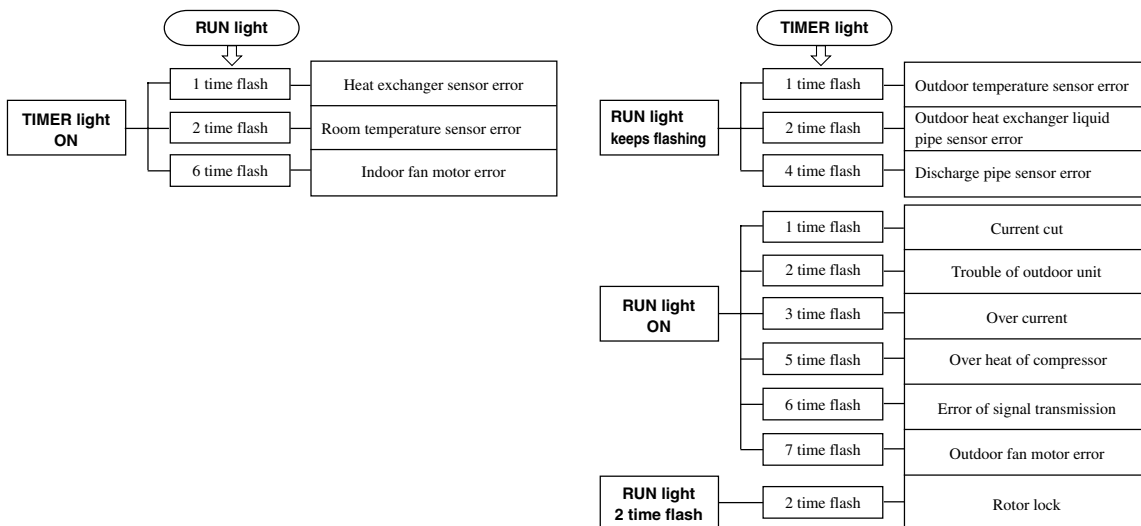 RUN light
TIMER light
ON
1 time flash
Heat exchanger sensor error
2 time flash
Room temperature sensor error
6 time flash
Indoor fan motor error
TIMER light
RUN light
keeps flashing
1 time flash
Outdoor temperature sensor error
2 time flash
Outdoor heat exchanger liquid
pipe sensor error
4 time flash
Discharge pipe sensor error
RUN light
ON
1 time flash
Current cut
2 time flash
Trouble of outdoor unit
3 time flash
Over current
5 time flash
Over heat of compressor
6 time flash
Error of signal transmission
7 time flash
Outdoor fan motor error
RUN light
2 time flash
2 time flash
Rotor lock